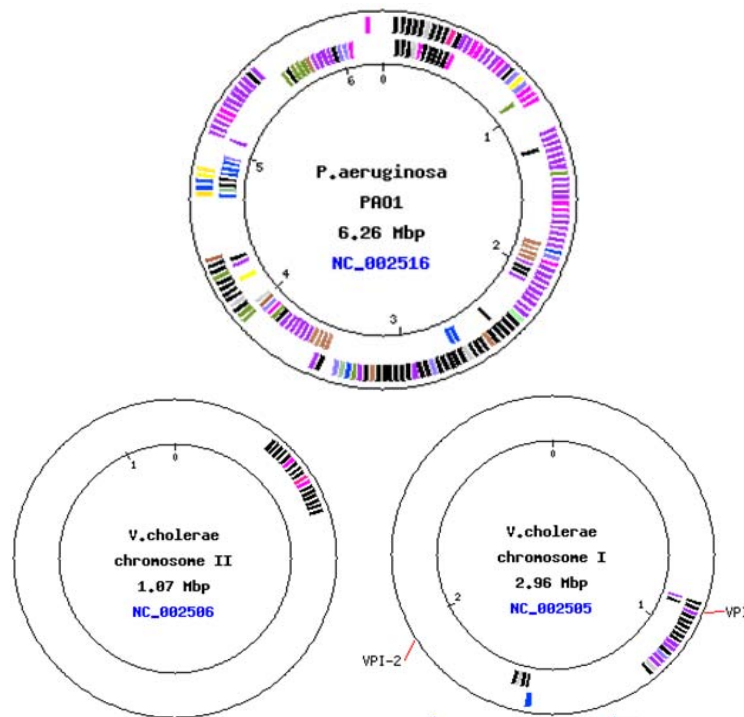 0
6
1
5
P.aeruginosa
PAO1
6.26 Mbp
NC_002516
2
4
3
1
0
V.cholerae
chromosome II
1.07 Mbp
NC_002506
0
V.cholerae
chromosome I
2.96 Mbp
NC_002505
2
1
VPI
VPI-2